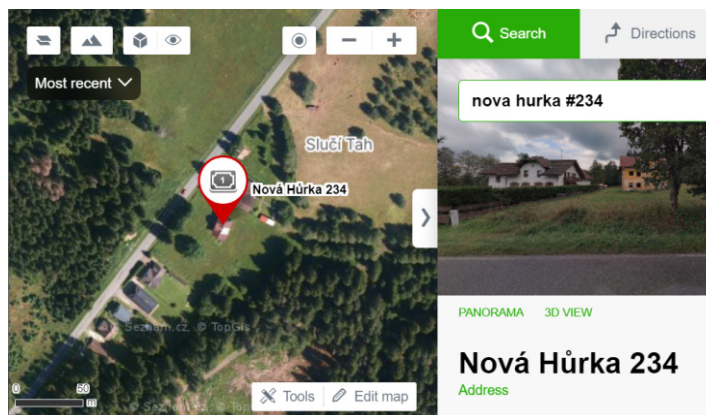 Search
Directions
Most recent
nova hurka #234
Slučí Tah
1
Nová Hůrka 234
© Seznam.cz, © TopGis
0 50
m
Tools
Edit map
PANORAMA 3D VIEW
Nová Hůrka 234
Address